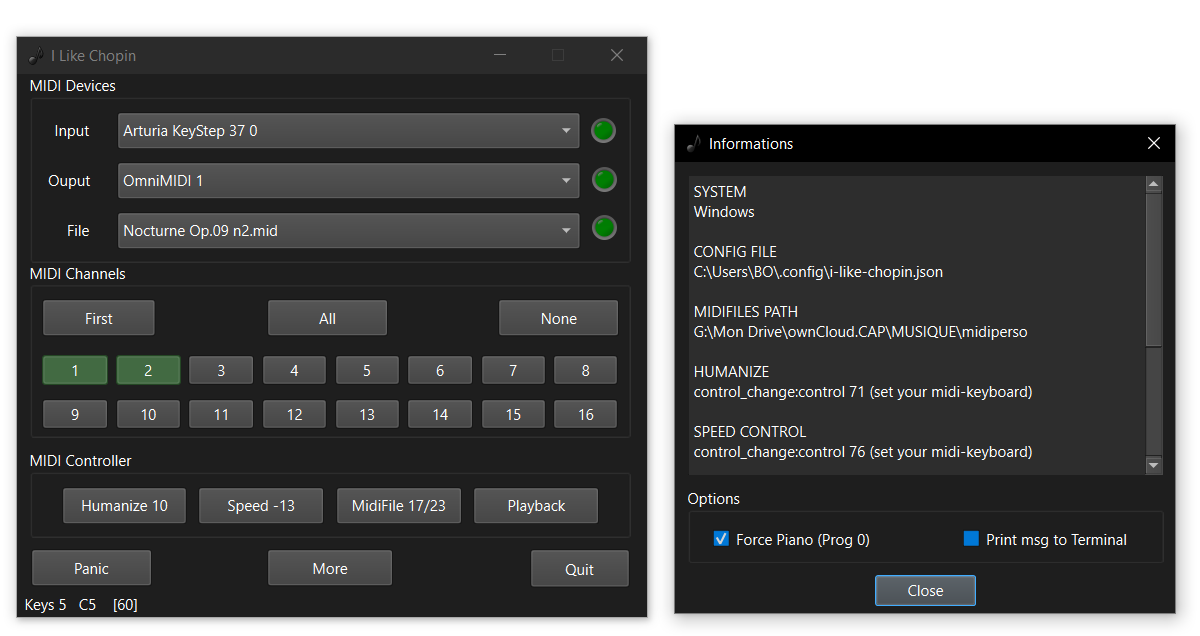 I Like Chopin
MIDI Devices
Input
Arturia KeyStep 37 0
Ouput
OmniMIDI 1
File
Nocturne Op.09 n2.mid
MIDI Channels
First
All
None
1 2 3 4 5 6 7 8
9 10 11 12 13 14 15 16
MIDI Controller
Humanize 10
Speed -13
MidiFile 17/23
Playback
Panic
More
Quit
Keys 5 C5 [60]
Informations
SYSTEM
Windows
CONFIG FILE
C:\Users\BO\.config\i-like-chopin.json
MIDIFILES PATH
G:\Mon Drive\ownCloud.CAP\MUSIQUE\midiperso
HUMANIZE
control_change:control 71 (set your midi-keyboard)
SPEED CONTROL
control_change:control 76 (set your midi-keyboard)
Options
Force Piano (Prog 0)
Print msg to Terminal
Close